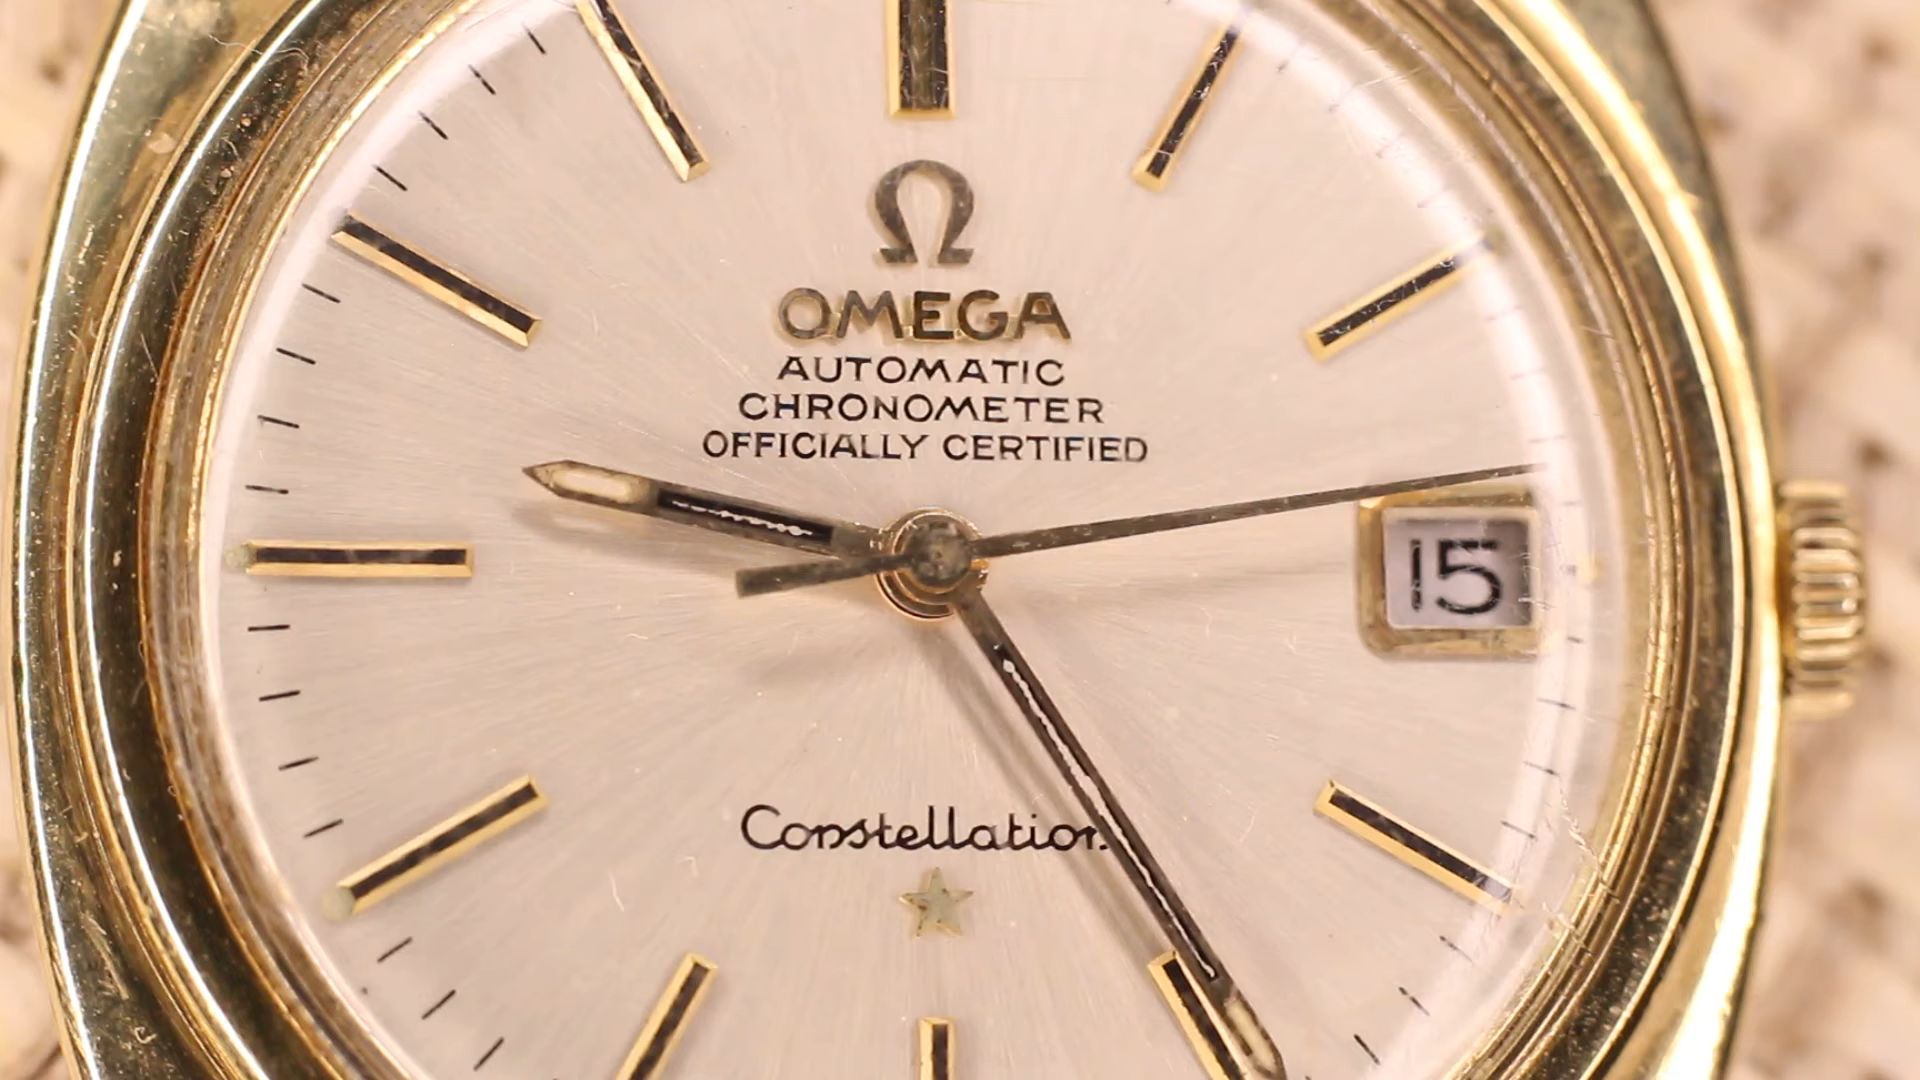 Ω
OMEGA
AUTOMATIC
CHRONOMETER
OFFICIALLY CERTIFIED
15
Constellation